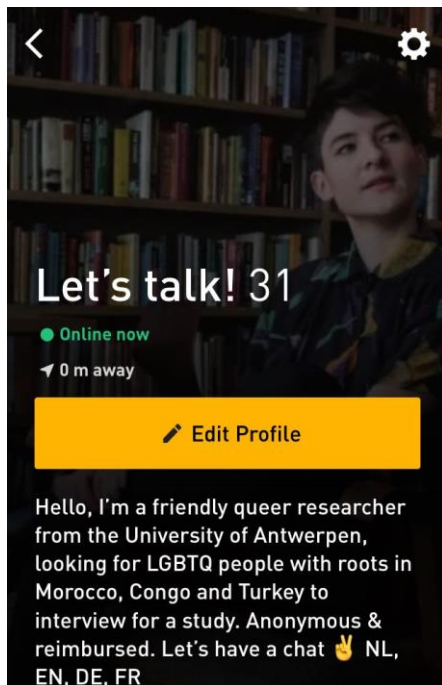 Let's talk! 31
Online now
0 m away
Edit Profile
Hello, I'm a friendly queer researcher
from the University of Antwerpen,
looking for LGBTQ people with roots in
Morocco, Congo and Turkey to
interview for a study. Anonymous &
reimbursed. Let's have a chat ✌️ NL,
EN, DE, FR